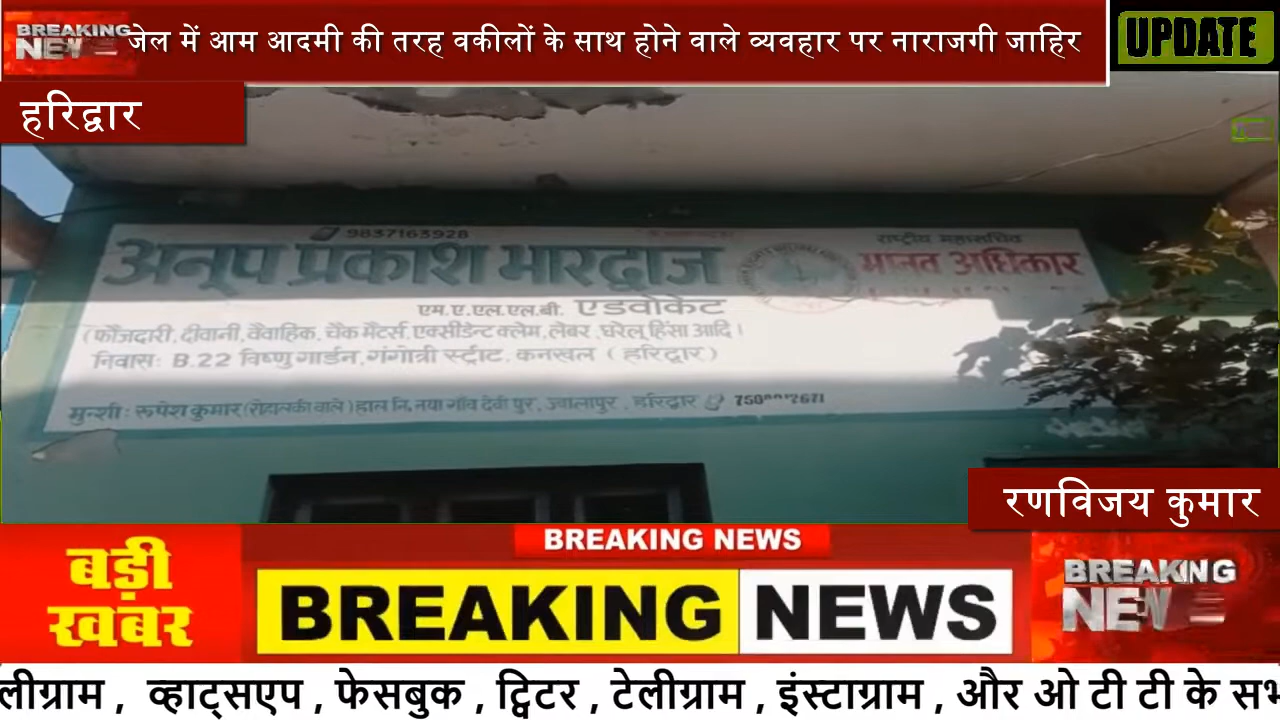 BREAKING
NEWS
जेल में आम आदमी की तरह वकीलों के साथ होने वाले व्यवहार पर नाराजगी जाहिर
UPDATE
हरिद्वार
9837163928
अनूप प्रकाश भारद्वाज
राष्ट्रीय महासचिव
मानव अधिकार
एम.ए.एल.एल.बी. एडवोकेट
(फौजदारी, दीवानी, वैवाहिक, चैक मैटर्स, एक्सीडेन्ट क्लेम, लेबर, घरेलू हिंसा आदि)
निवास: B.22 विष्णु गार्डन, गंगोत्री स्ट्रीट, कनखल (हरिद्वार)
मुन्शी: रूपेश कुमार (रोहालकी वाले) हाल नि. नया गाँव देवी पुर, ज्वालापुर, हरिद्वार
रणविजय कुमार
बड़ी
खबर
BREAKING NEWS
BREAKING NEWS
BREAKING
NEW
लीग्राम , व्हाट्सएप , फेसबुक , ट्विटर , टेलीग्राम , इंस्टाग्राम , और ओ टी टी के सभ